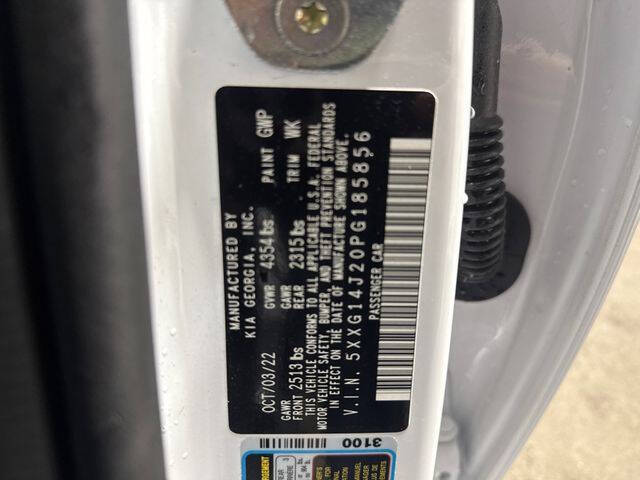 MANUFACTURED BY
KIA GEORGIA, INC.
OCT/03/22 GVWR 4354lbs PAINT GWP
GAWR FRONT 2513lbs GAWR REAR 2315lbs TRIM WK
THIS VEHICLE CONFORMS TO ALL APPLICABLE U.S.A. FEDERAL
MOTOR VEHICLE SAFETY, BUMPER, AND THEFT PREVENTION STANDARDS
IN EFFECT ON THE DATE OF MANUFACTURE SHOWN ABOVE.
V.I.N. 5XXG14J20PG185856
PASSENGER CAR
3100